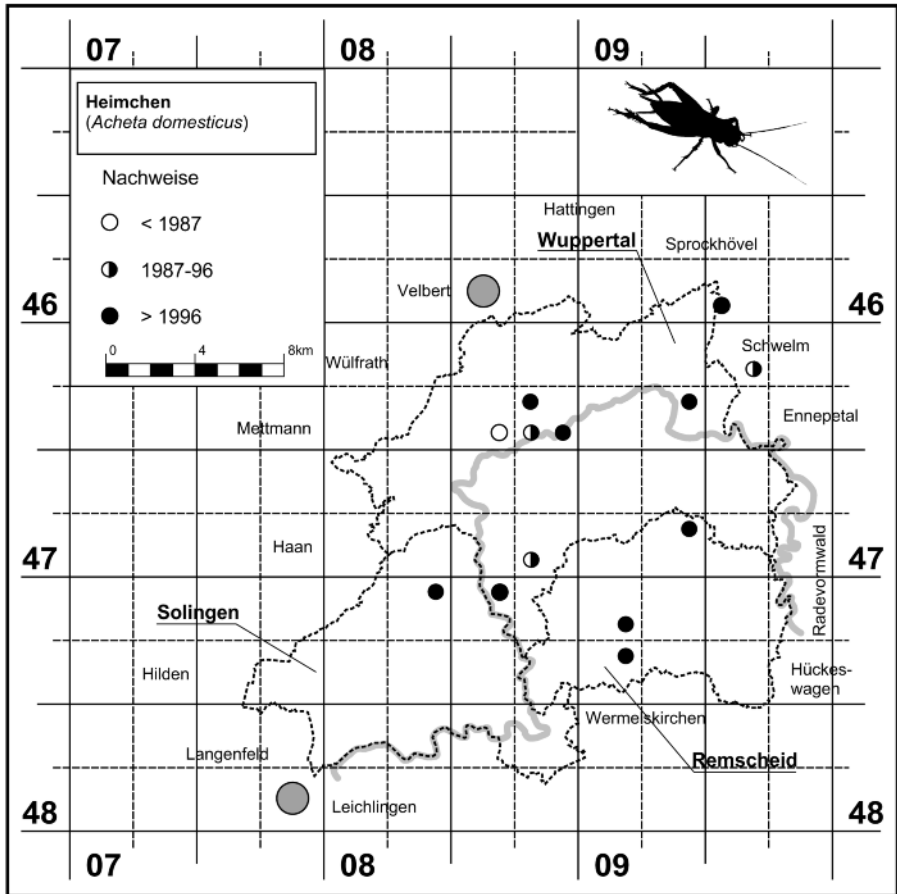 07 08 09
Heimchen
(Acheta domesticus)
Nachweise
< 1987
1987-96
> 1996
0 4 8km
Hattingen
Wuppertal
Sprockhövel
Velbert
46 46
Wülfrath
Schwelm
Mettmann
Ennepetal
Haan
47 47
Radevormwald
Solingen
Hilden
Hückes-
wagen
Wermelskirchen
Langenfeld
Remscheid
Leichlingen
48 48
07 08 09